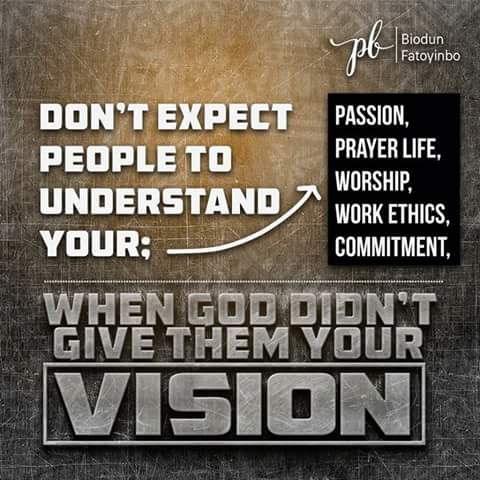 pb
Biodun
Fatoyinbo
DON'T EXPECT
PEOPLE TO
UNDERSTAND
YOUR;
PASSION,
PRAYER LIFE,
WORSHIP,
WORK ETHICS,
COMMITMENT,
WHEN GOD DIDN'T
GIVE THEM YOUR
VISION